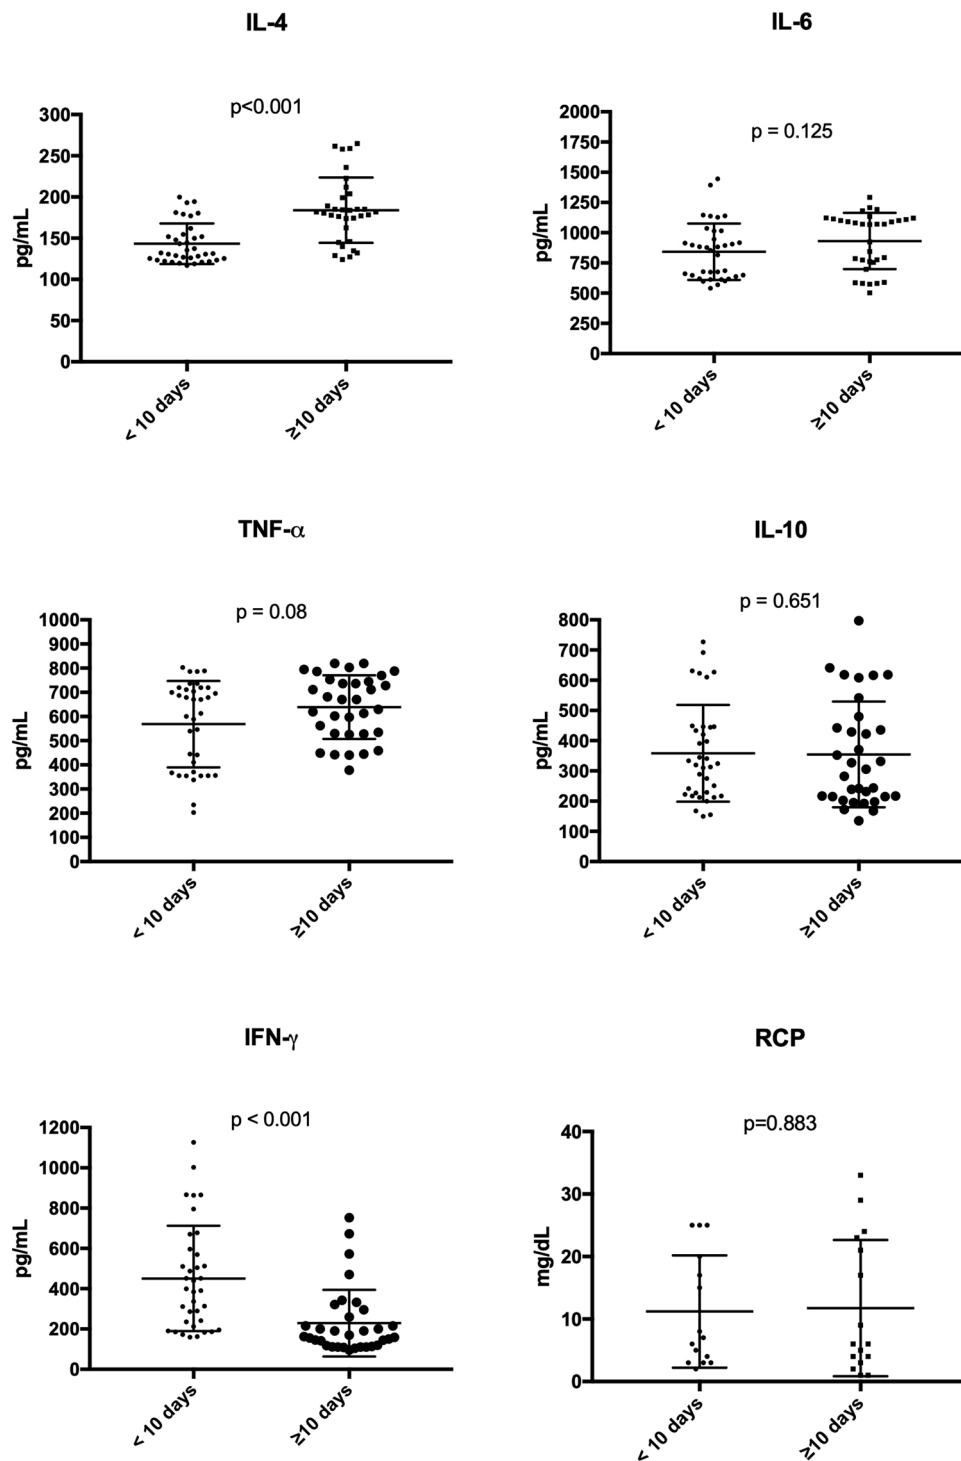 IL-4
p<0.001
300
250
200
150
100
50
0
pg/mL
< 10 days
≥10 days
IL-6
p = 0.125
2000
1750
1500
1250
1000
750
500
250
0
pg/mL
< 10 days
≥10 days
TNF-α
p = 0.08
1000
900
800
700
600
500
400
300
200
100
0
pg/mL
< 10 days
≥10 days
IL-10
p = 0.651
800
700
600
500
400
300
200
100
0
pg/mL
< 10 days
≥10 days
IFN-γ
p < 0.001
1200
1000
800
600
400
200
0
pg/mL
< 10 days
≥10 days
RCP
p=0.883
40
30
20
10
0
mg/dL
< 10 days
≥10 days